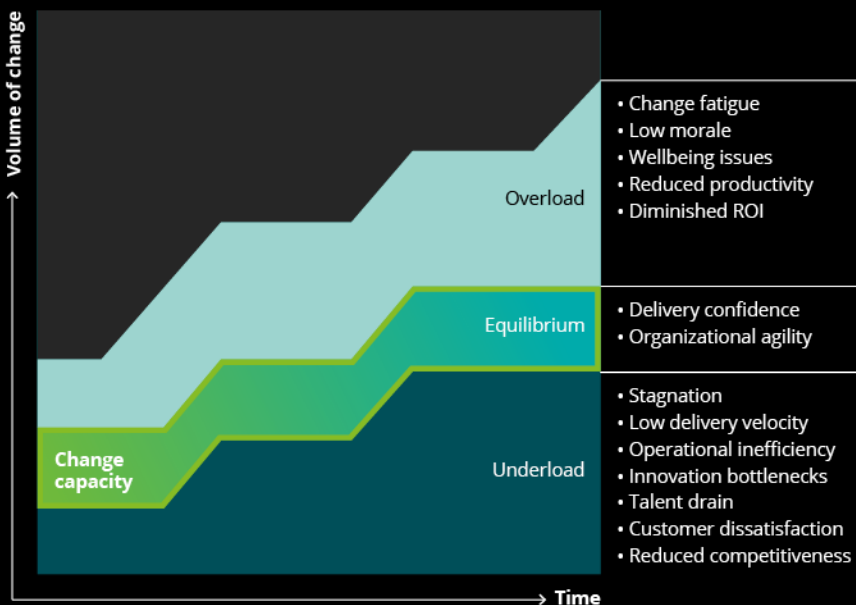 Volume of change
Overload
• Change fatigue
• Low morale
• Wellbeing issues
• Reduced productivity
• Diminished ROI
Equilibrium
• Delivery confidence
• Organizational agility
Change
capacity
Underload
• Stagnation
• Low delivery velocity
• Operational inefficiency
• Innovation bottlenecks
• Talent drain
• Customer dissatisfaction
• Reduced competitiveness
Time